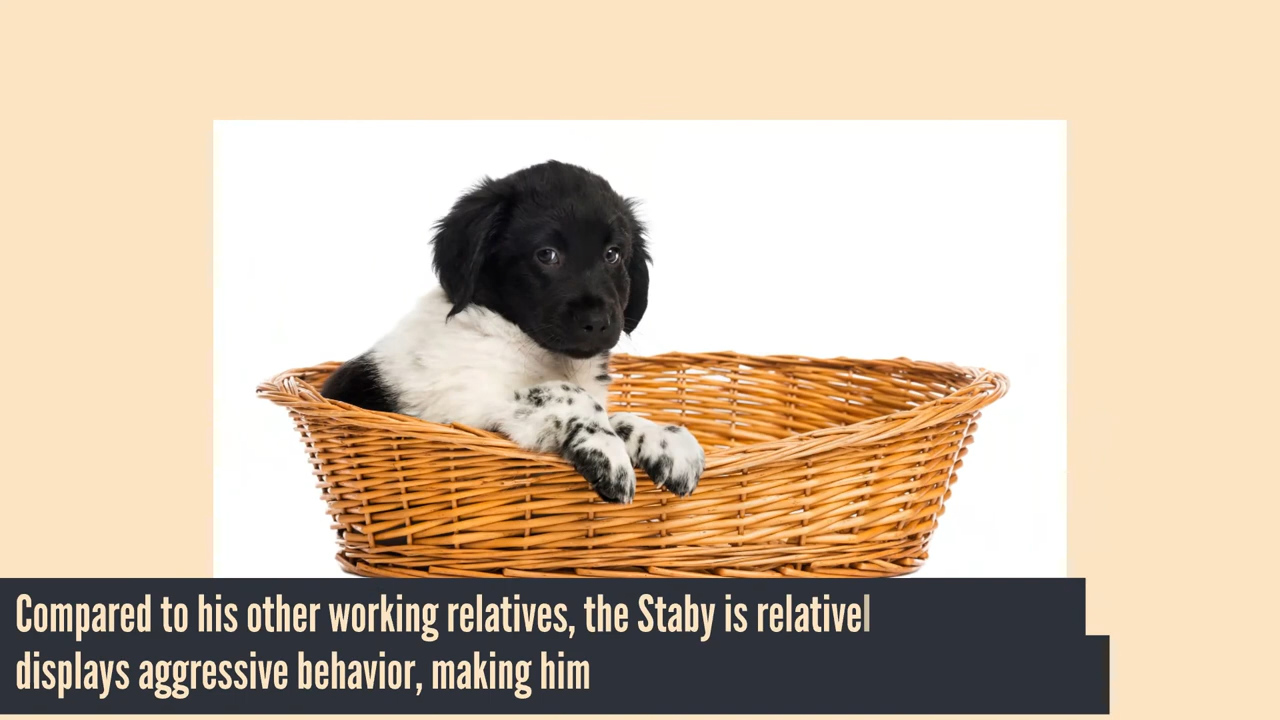 Compared to his other working relatives, the Staby is relativel
displays aggressive behavior, making him